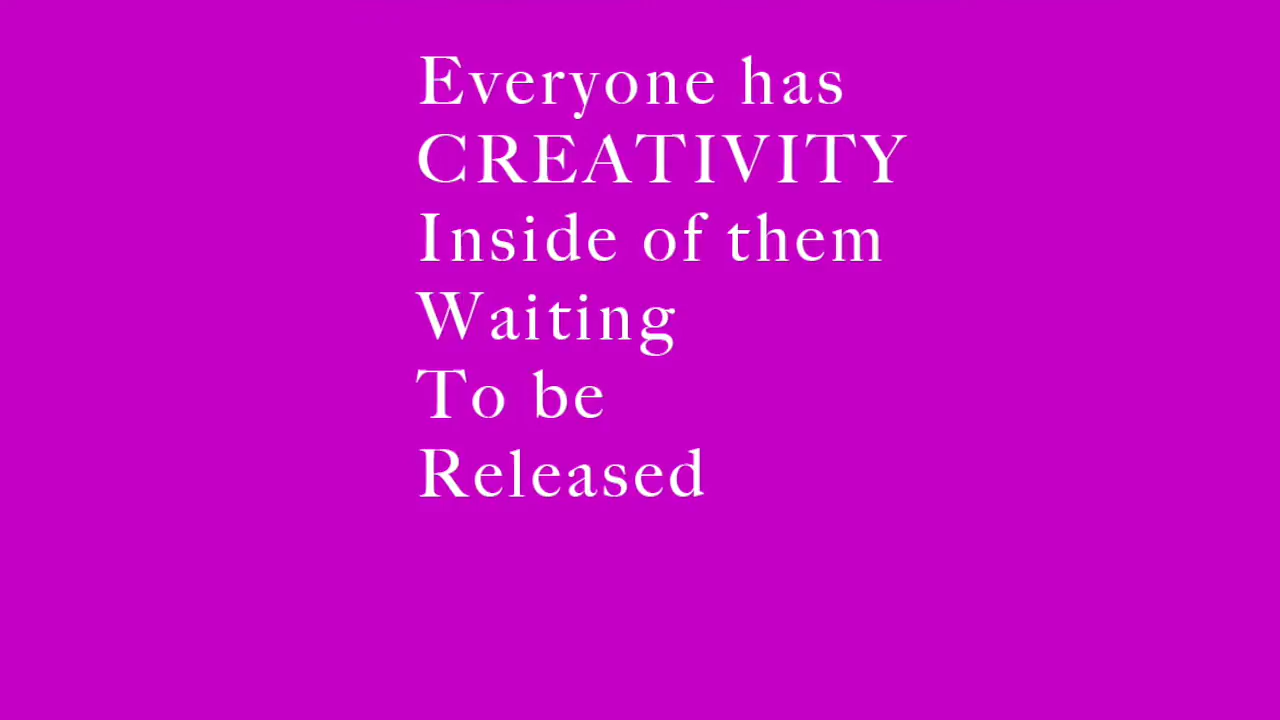 Everyone has
CREATIVITY
Inside of them
Waiting
To be
Released